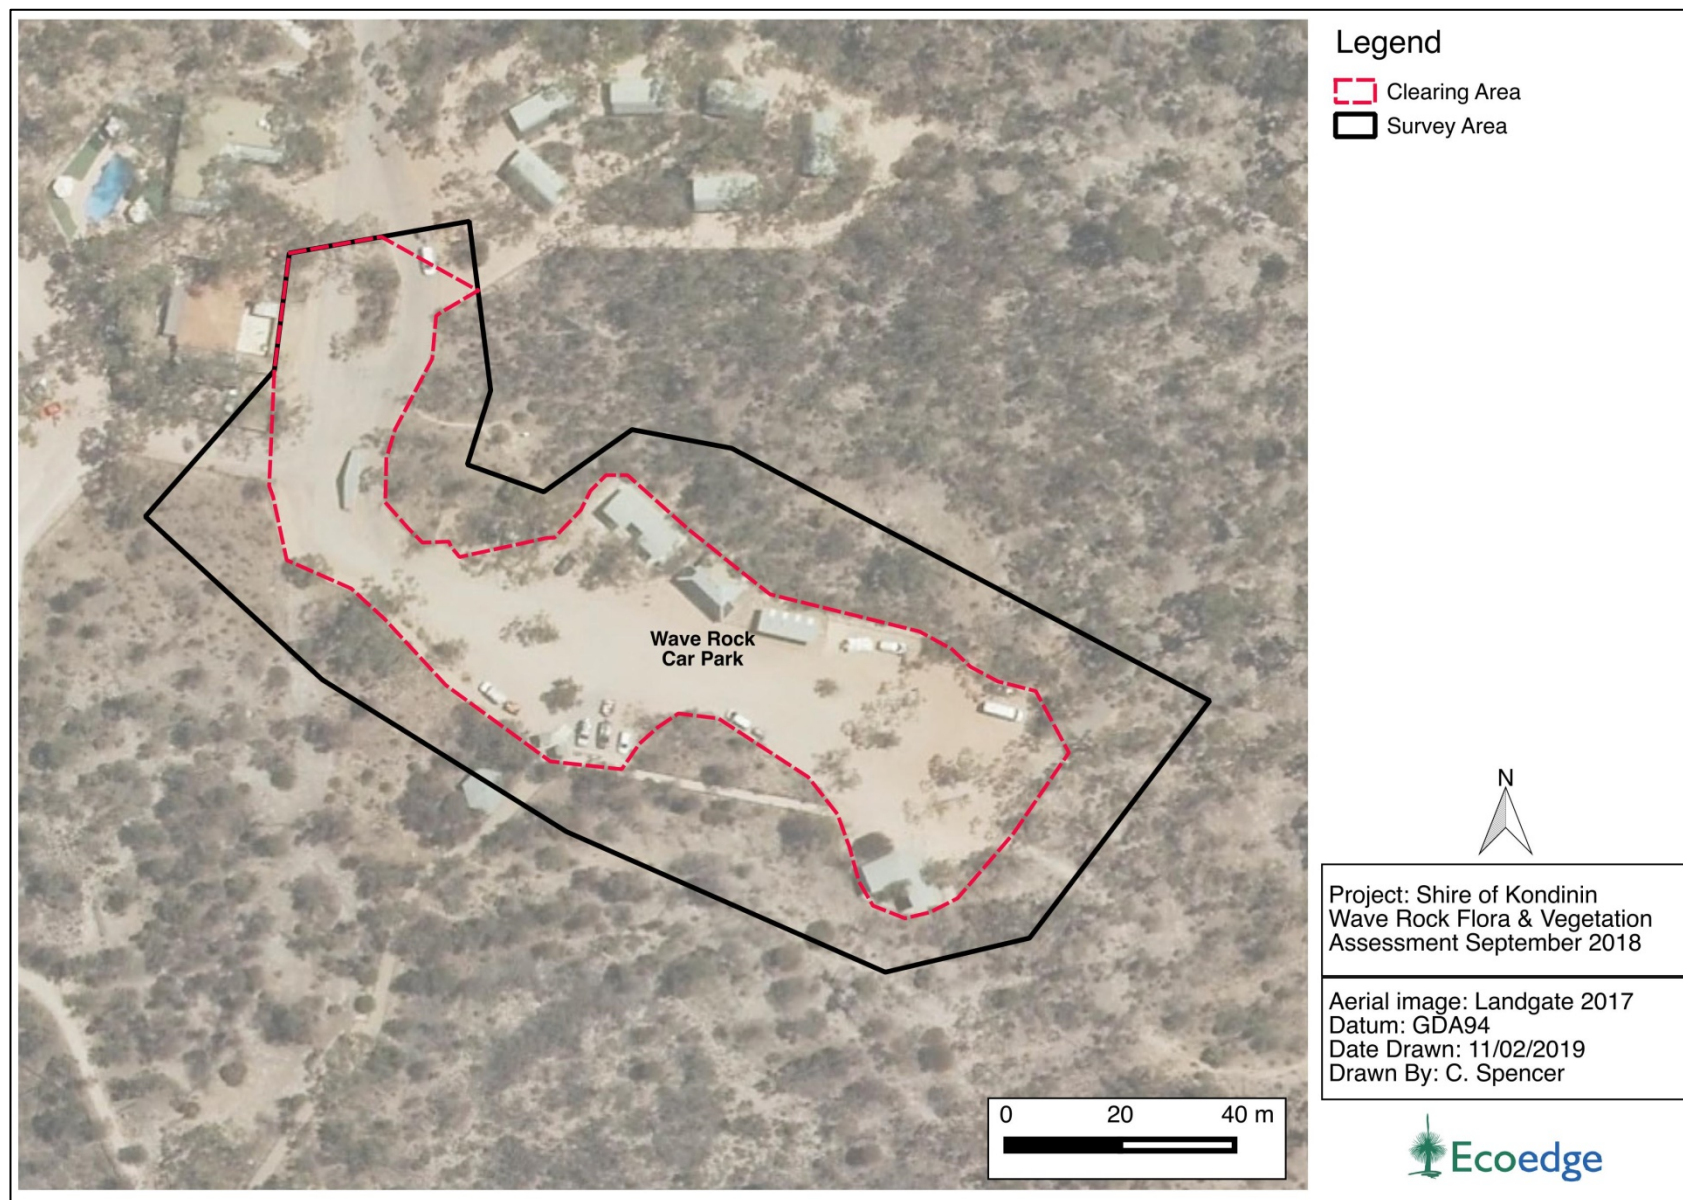 Legend
Clearing Area
Survey Area
Wave Rock
Car Park
N
Project: Shire of Kondinin
Wave Rock Flora & Vegetation
Assessment September 2018
Aerial image: Landgate 2017
Datum: GDA94
Date Drawn: 11/02/2019
Drawn By: C. Spencer
0 20 40 m
Ecoedge